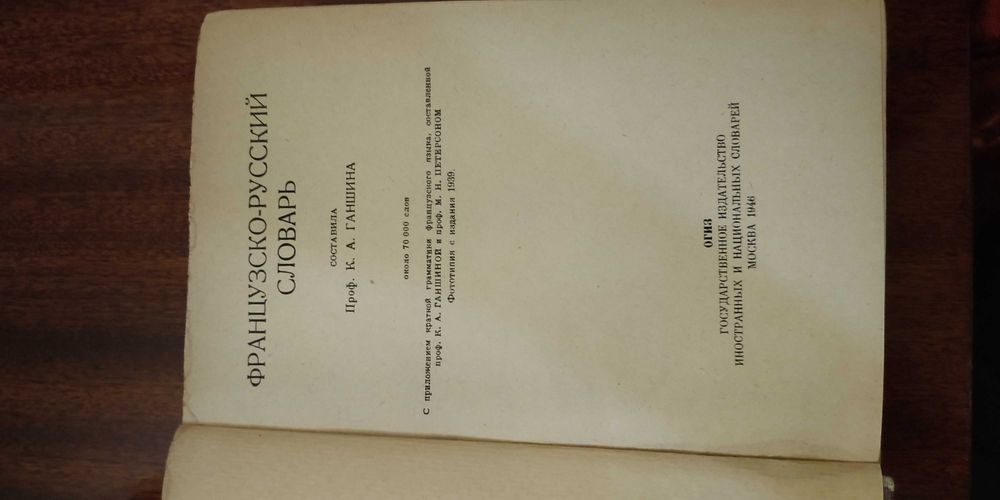 ФРАНЦУЗСКО-РУССКИЙ
СЛОВАРЬ
СОСТАВИЛА
Проф. К. А. ГАНШИНА
около 70 000 слов
С приложением краткой грамматики французского языка, составленной
проф. К. А. ГАНШИНОЙ и проф. М. Н. ПЕТЕРСОНОМ
Фототипия с издания 1939.
ОГИЗ
ГОСУДАРСТВЕННОЕ ИЗДАТЕЛЬСТВО
ИНОСТРАННЫХ И НАЦИОНАЛЬНЫХ СЛОВАРЕЙ
МОСКВА 1946